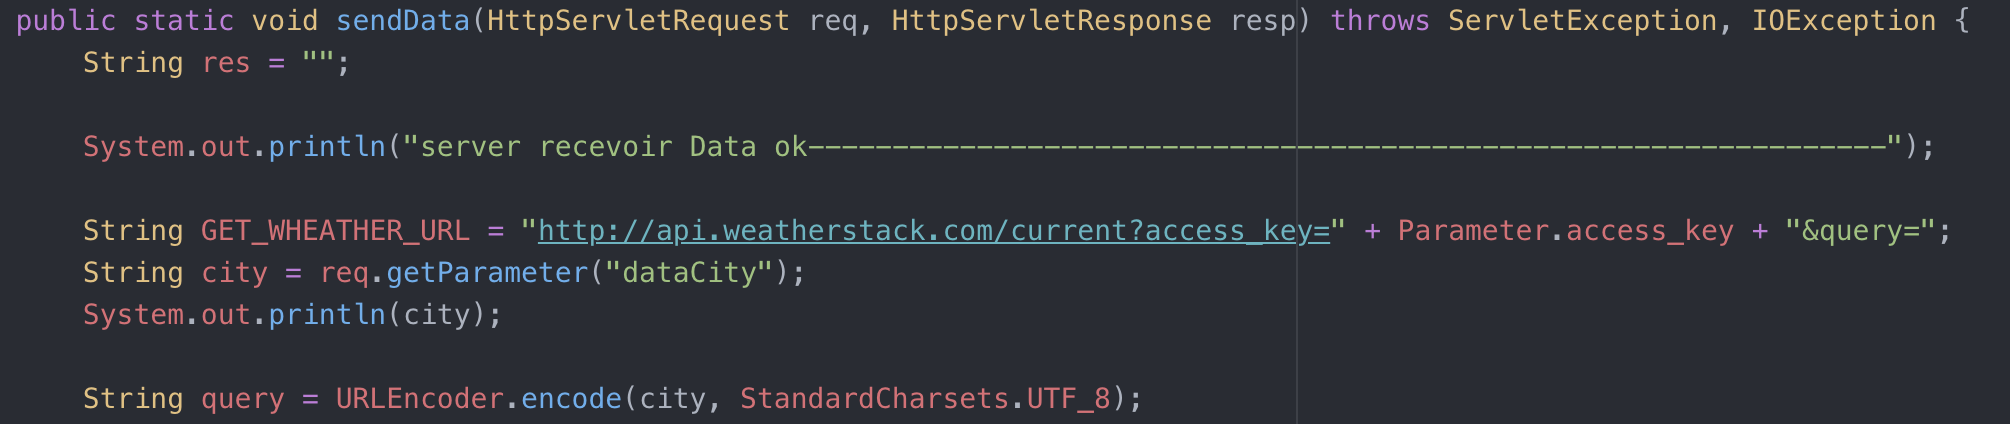 public static void sendData(HttpServletRequest req, HttpServletResponse resp) throws ServletException, IOException {
String res = "";
System.out.println("server recevoir Data ok----------------------------------------------------------------");
String GET_WHEATHER_URL = "http://api.weatherstack.com/current?access_key=" + Parameter.access_key + "&query=";
String city = req.getParameter("dataCity");
System.out.println(city);
String query = URLEncoder.encode(city, StandardCharsets.UTF_8);